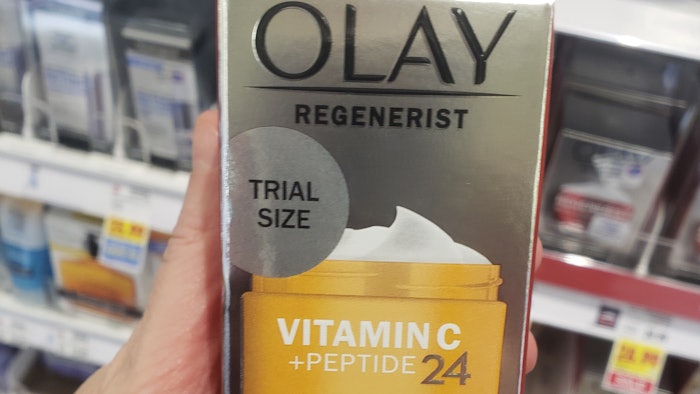 OLAY
REGENERIST
TRIAL
SIZE
VITAMIN C
+PEPTIDE 24